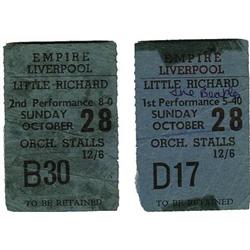 EMPIRE
LIVERPOOL
LITTLE RICHARD
2nd Performance 8-0
SUNDAY
OCTOBER 28
ORCH. STALLS
12/6
B30
TO BE RETAINED
EMPIRE
LIVERPOOL
LITTLE RICHARD
The Beatles
1st Performance 5-40
SUNDAY
OCTOBER 28
ORCH. STALLS
12/6
D17
TO BE RETAINED